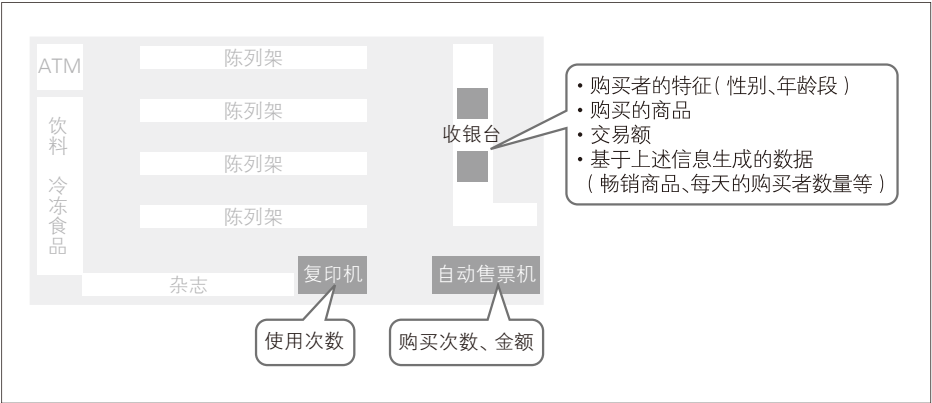 ATM
陈列架
陈列架
陈列架
陈列架
饮料 冷冻食品
杂志
复印机
自动售票机
收银台
・购买者的特征（性别、年龄段）
・购买的商品
・交易额
・基于上述信息生成的数据
（畅销商品、每天的购买者数量等）
使用次数
购买次数、金额